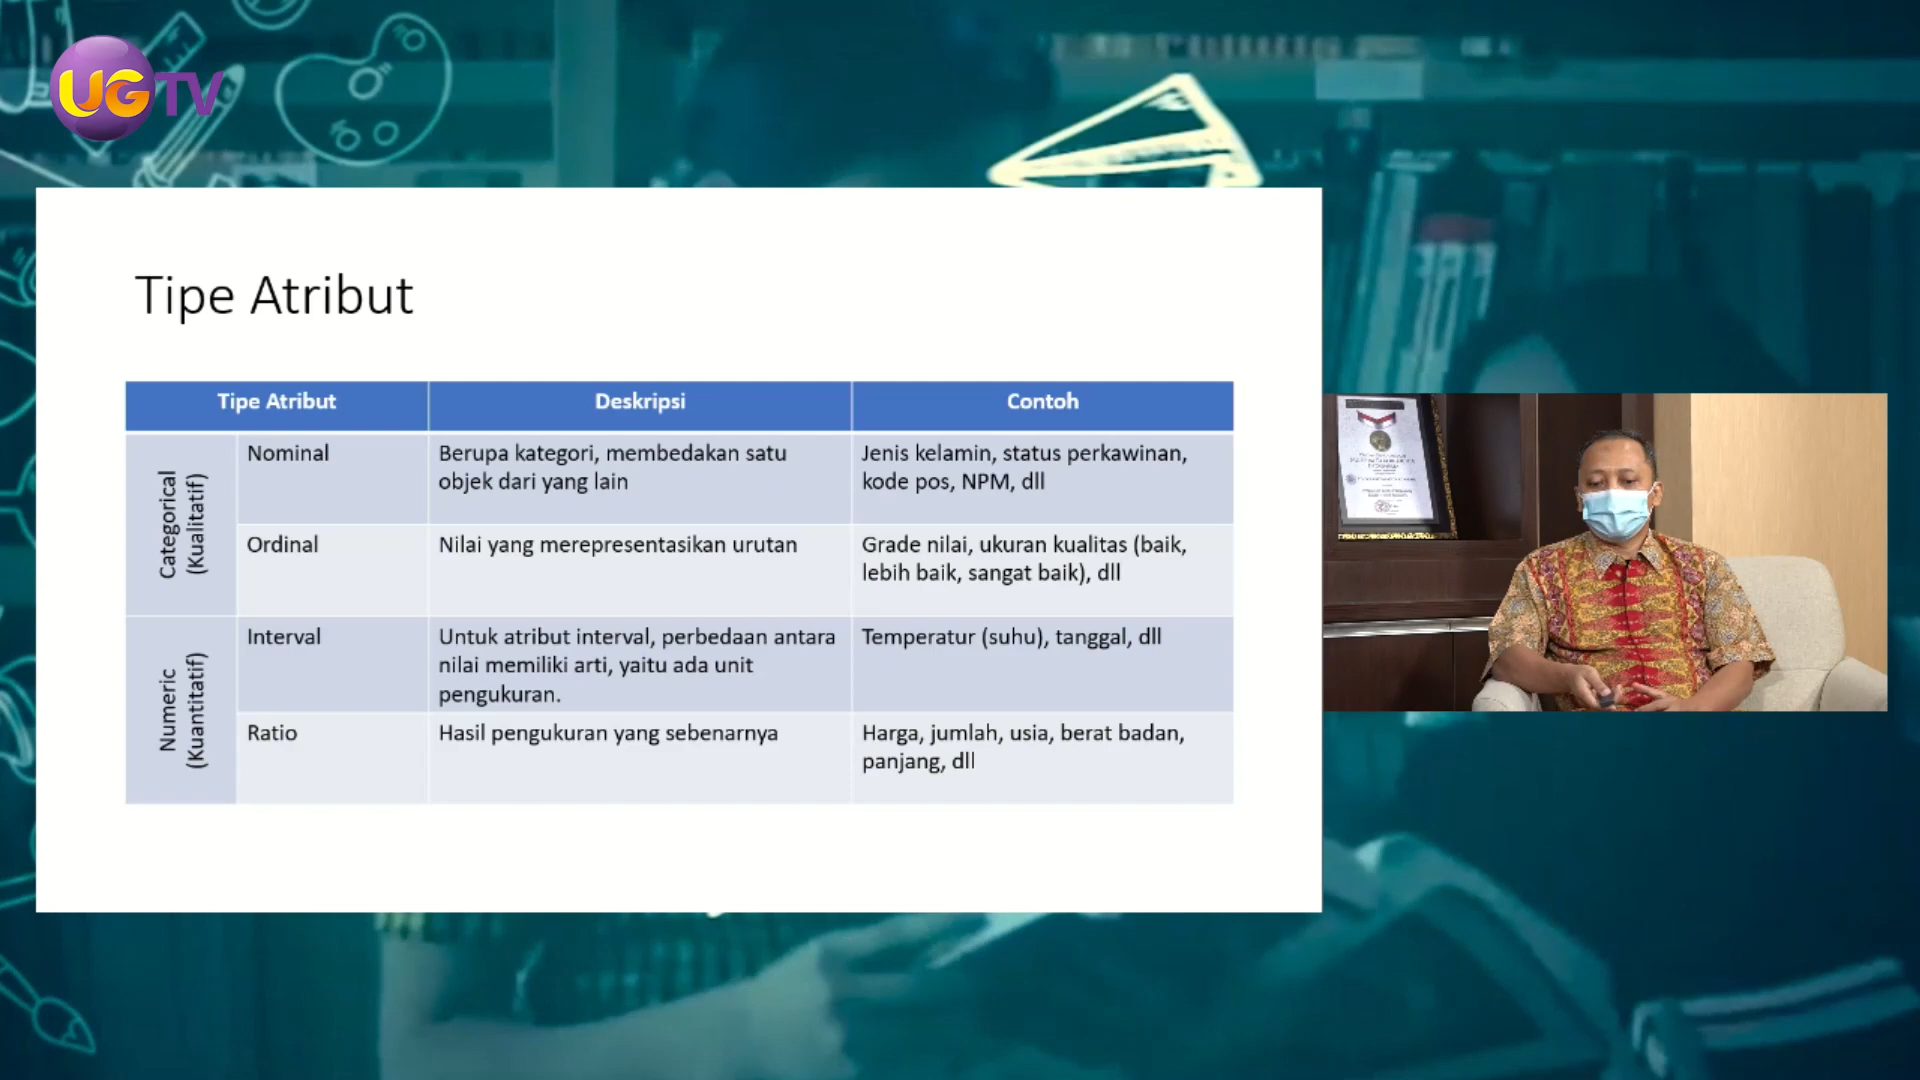 UGTV
Tipe Atribut
Tipe Atribut
Deskripsi
Contoh
Categorical
(Kualitatif)
Nominal
Berupa kategori, membedakan satu
objek dari yang lain
Jenis kelamin, status perkawinan,
kode pos, NPM, dll
Ordinal
Nilai yang merepresentasikan urutan
Grade nilai, ukuran kualitas (baik,
lebih baik, sangat baik), dll
Numeric
(Kuantitatif)
Interval
Untuk atribut interval, perbedaan antara
nilai memiliki arti, yaitu ada unit
pengukuran.
Temperatur (suhu), tanggal, dll
Ratio
Hasil pengukuran yang sebenarnya
Harga, jumlah, usia, berat badan,
panjang, dll